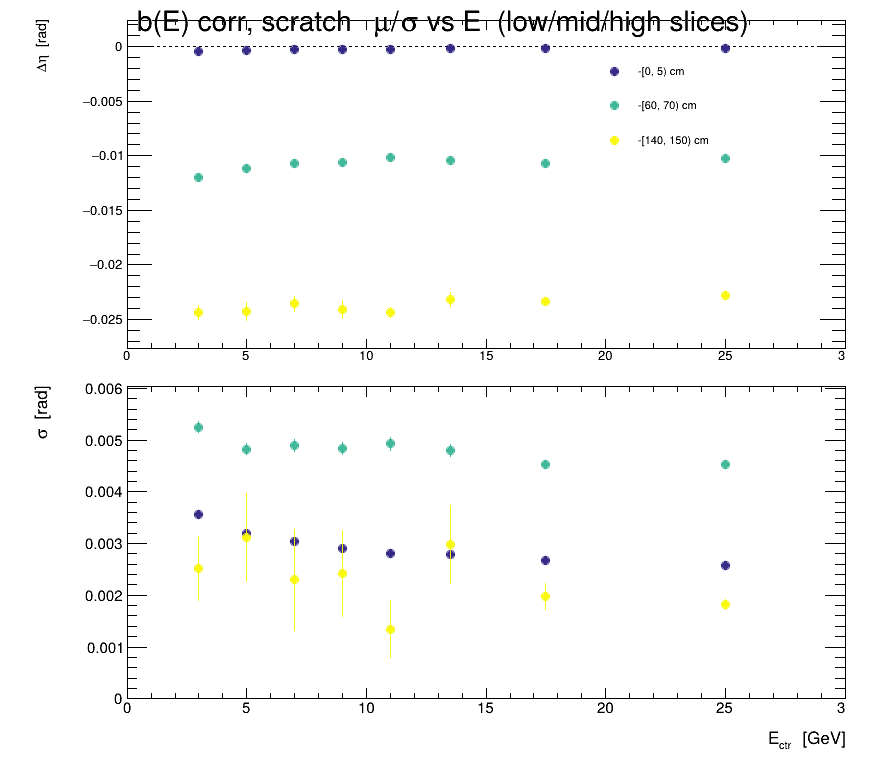 b(E) corr, scratch μ/σ vs E (low/mid/high slices)
Δη [rad]
0
−0.005
−0.01
−0.015
−0.02
−0.025
-[0, 5) cm
-[60, 70) cm
-[140, 150) cm
0 5 10 15 20 25 3
σ [rad]
0.006
0.005
0.004
0.003
0.002
0.001
0
0 5 10 15 20 25 3
E_ctr [GeV]